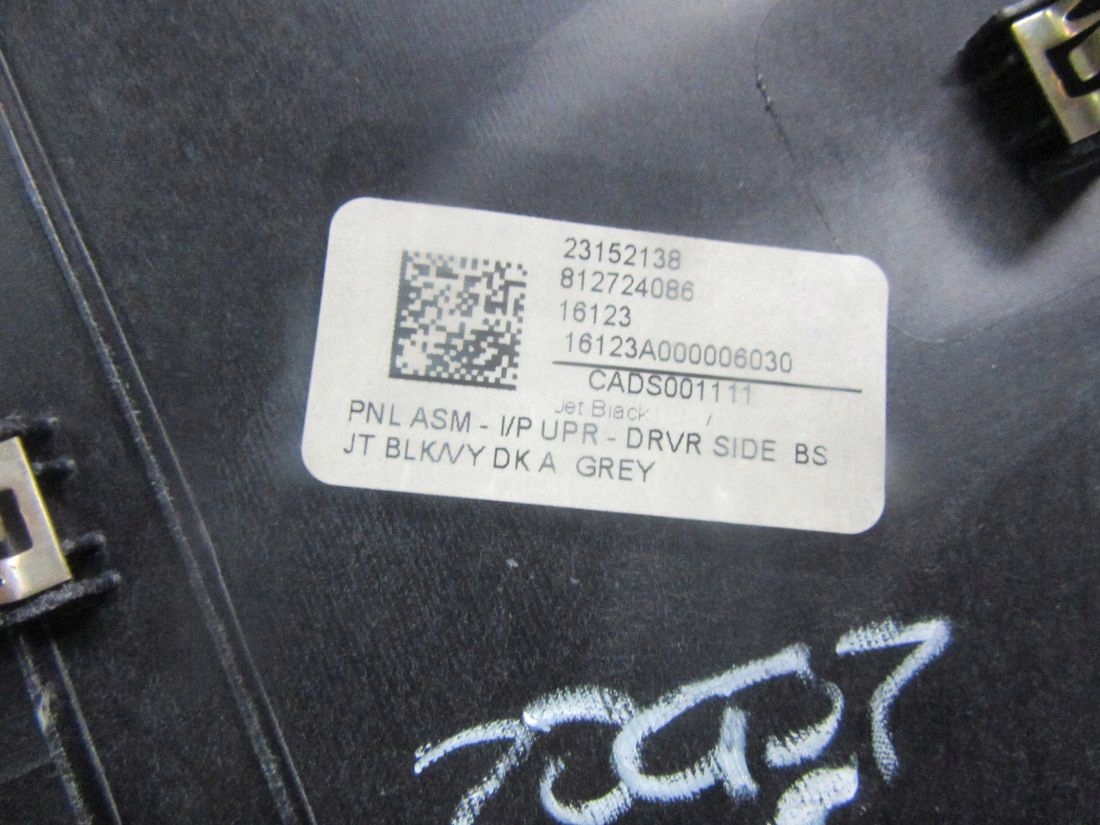 23152138
812724086
16123
16123A000006030
CADS001111
Jet Black /
PNL ASM - I/P UPR - DRVR SIDE BS
JT BLK/VY DK A GREY